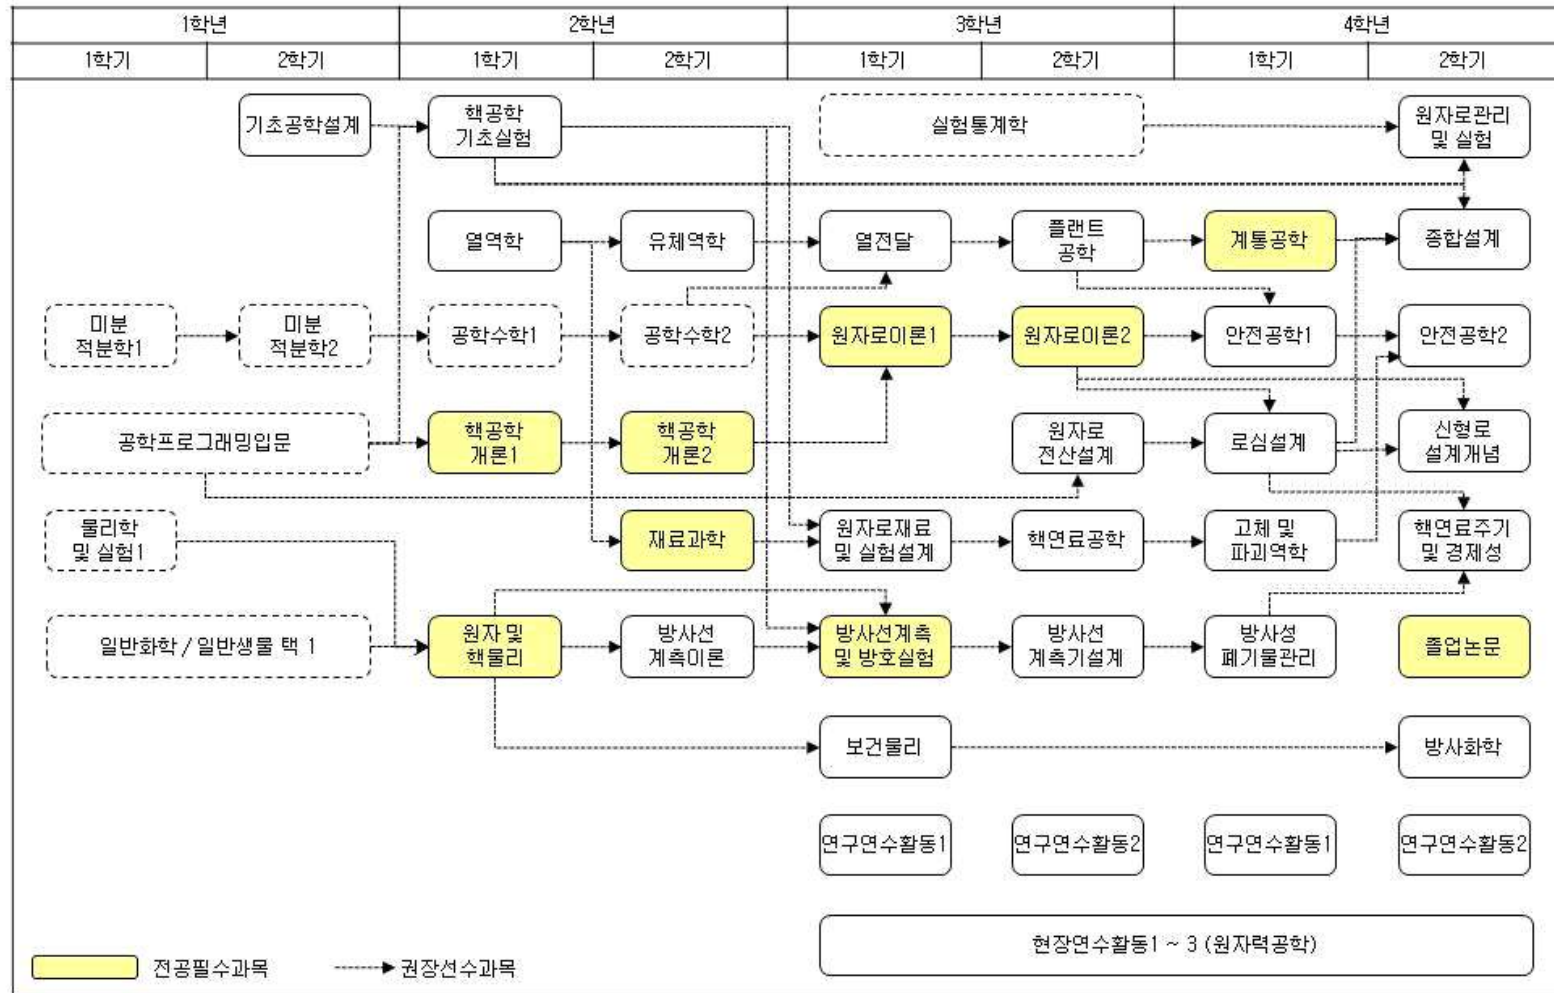 1학년 2학년 3학년 4학년
1학기 2학기 1학기 2학기 1학기 2학기 1학기 2학기
기초공학설계
핵공학
기초실험
실험통계학
원자로관리
및 실험
열역학
유체역학
열전달
플랜트
공학
계통공학
종합설계
미분
적분학1
미분
적분학2
공학수학1
공학수학2
원자로이론1
원자로이론2
안전공학1
안전공학2
공학프로그래밍입문
핵공학
개론1
핵공학
개론2
원자로
전산설계
로심설계
신형로
설계개념
물리학
및 실험1
재료과학
원자로재료
및 실험설계
핵연료공학
고체 및
파괴역학
핵연료주기
및 경제성
일반화학 / 일반생물 택 1
원자 및
핵물리
방사선
계측이론
방사선계측
및 방호실험
방사선
계측기설계
방사성
폐기물관리
졸업논문
보건물리
방사화학
연구연수활동1
연구연수활동2
연구연수활동1
연구연수활동2
현장연수활동1 ~ 3 (원자력공학)
전공필수과목
권장선수과목